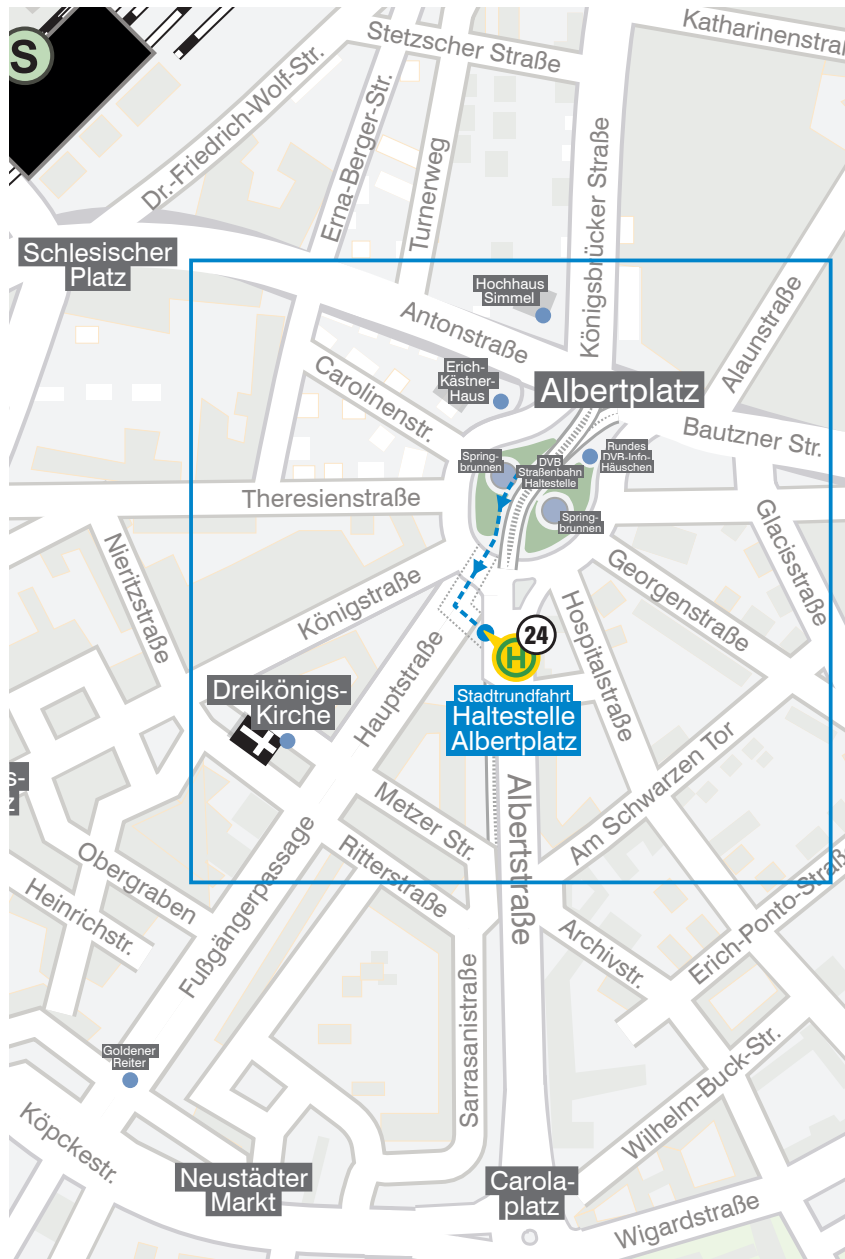 S
Stetzscher Straße
Katharinenstraß
Dr.-Friedrich-Wolf-Str.
Erna-Berger-Str.
Turnerweg
Königsbrücker Straße
Schlesischer
Platz
Hochhaus
Simmel
Antonstraße
Alaunstraße
Carolinenstr.
Erich-
Kästner-
Haus
Albertplatz
Bautzner Str.
Spring-
brunnen
DVB
Straßenbahn
Haltestelle
Rundes
DVB-Info-
Häuschen
Theresienstraße
Spring-
brunnen
Glacisstraße
Nieritzstraße
Königstraße
Georgenstraße
Hospitalstraße
24
H
Hauptstraße
Dreikönigs-
Kirche
Stadtrundfahrt
Haltestelle
Albertplatz
s-
z
Metzer Str.
Albertstraße
Am Schwarzen Tor
Ritterstraße
Obergraben
Heinrichstr.
Fußgängerpassage
Archivstr.
Erich-Ponto-Straße
Sarrasanistraße
Goldener
Reiter
Wilhelm-Buck-Str.
Köpckestr.
Neustädter
Markt
Carola-
platz
Wigardstraße